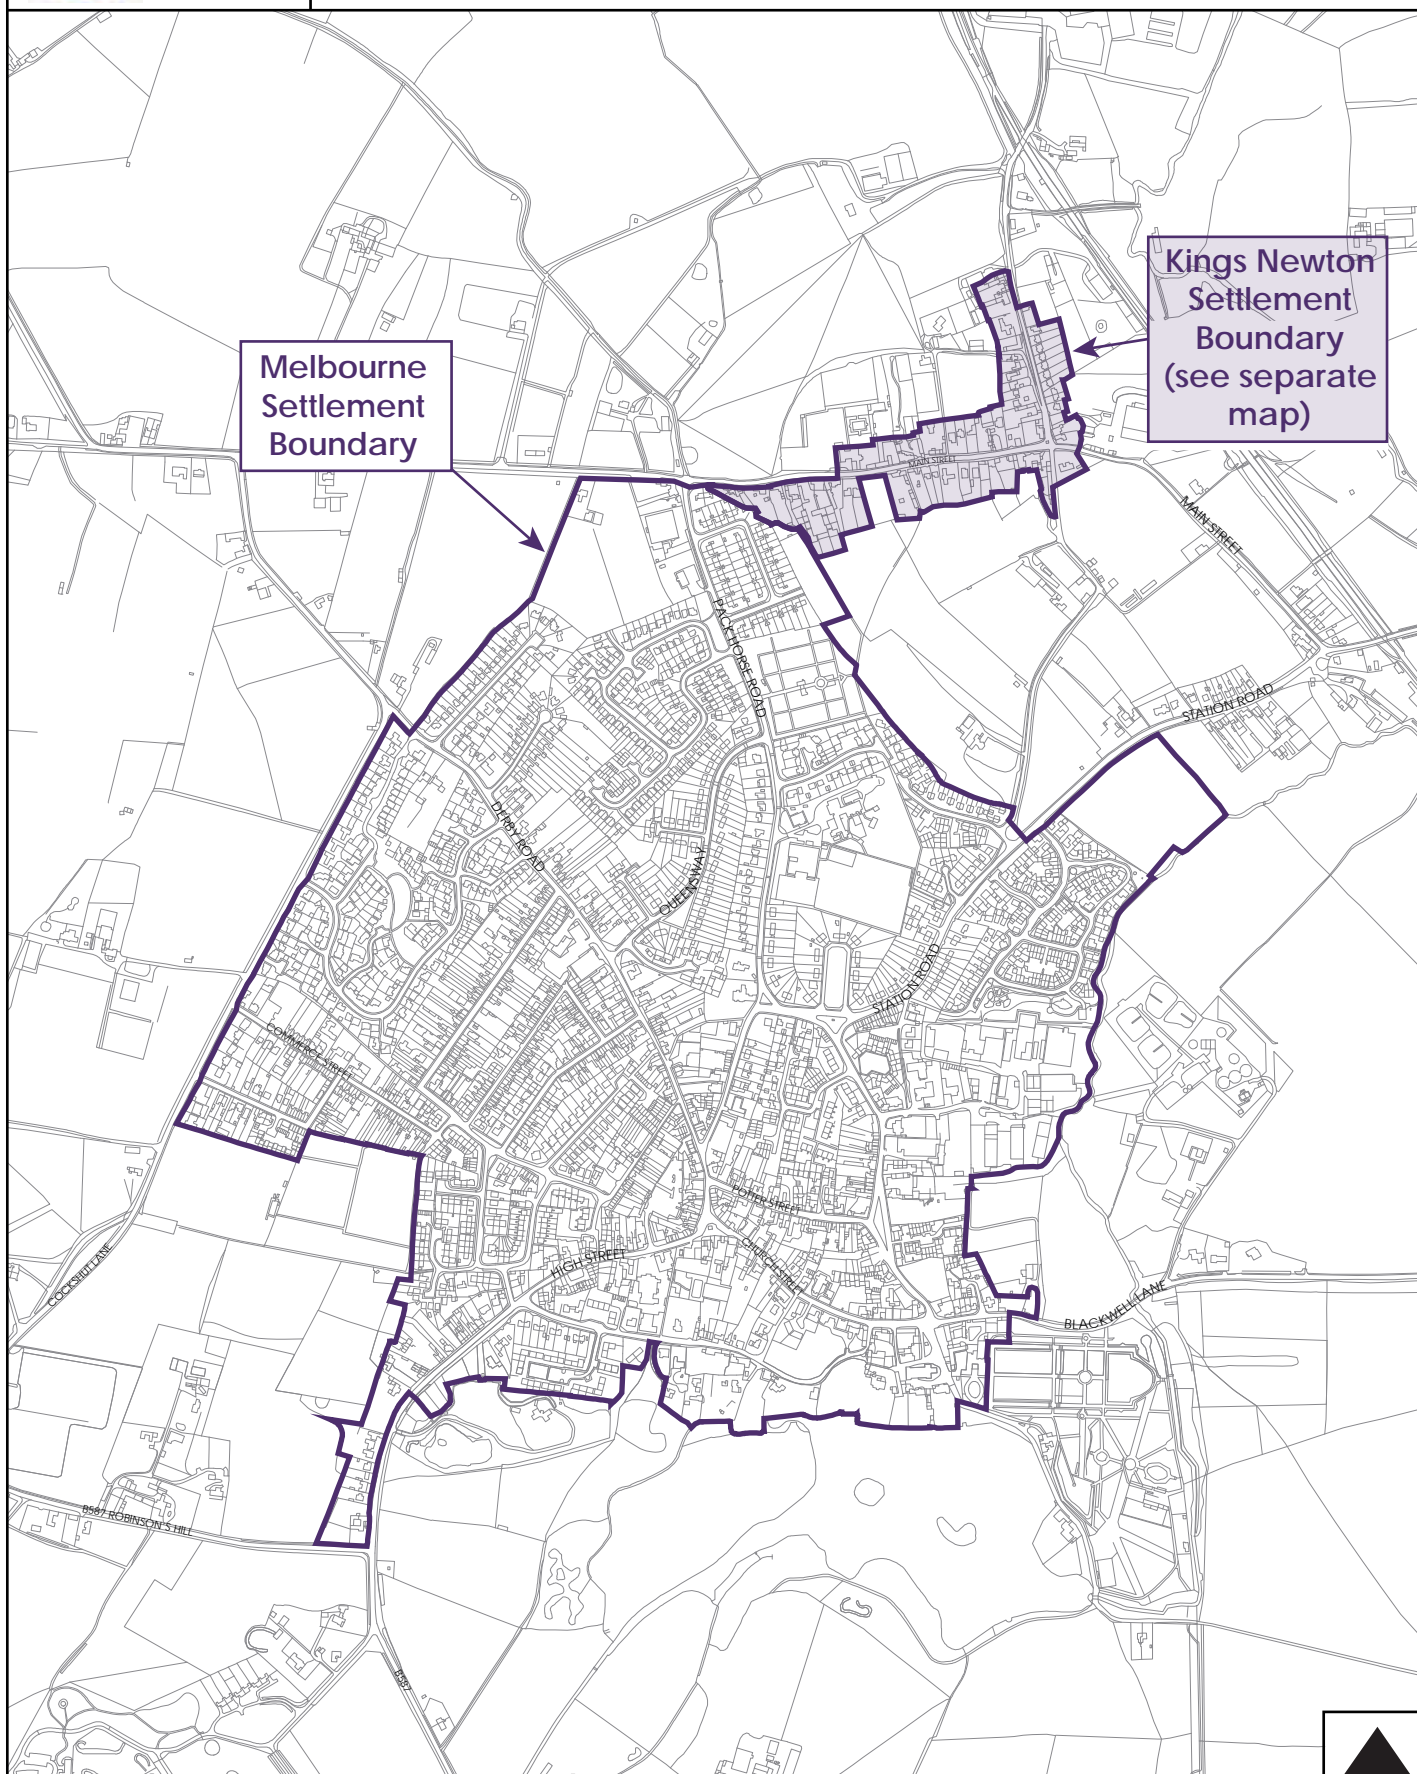 Kings Newton
Settlement
Boundary
(see separate
map)
Melbourne
Settlement
Boundary
MAIN STREET
MAIN STREET
PACK HORSE ROAD
STATION ROAD
DERBY ROAD
QUEENSWAY
STATION ROAD
COMMERCE STREET
POTTER STREET
CHURCH STREET
HIGH STREET
COCKSHUT LANE
BLACKWELL LANE
B587 ROBINSON'S HILL
B587